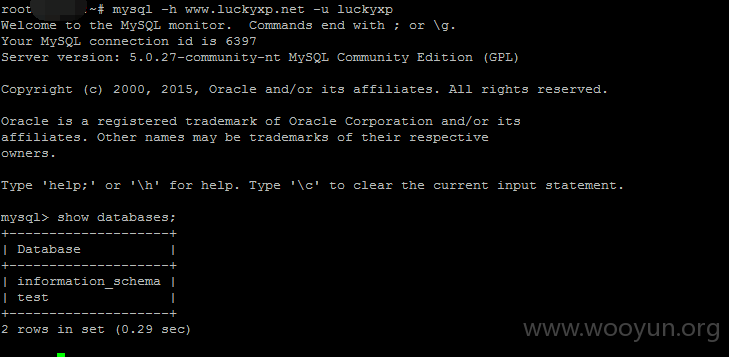 root :~# mysql -h www.luckyxp.net -u luckyxp
Welcome to the MySQL monitor.  Commands end with ; or \g.
Your MySQL connection id is 6397
Server version: 5.0.27-community-nt MySQL Community Edition (GPL)
Copyright (c) 2000, 2015, Oracle and/or its affiliates. All rights reserved.
Oracle is a registered trademark of Oracle Corporation and/or its
affiliates. Other names may be trademarks of their respective
owners.
Type 'help;' or '\h' for help. Type '\c' to clear the current input statement.
mysql> show databases;
+--------------------+
| Database           |
+--------------------+
| information_schema |
| test               |
+--------------------+
2 rows in set (0.29 sec)
www.wooyun.org